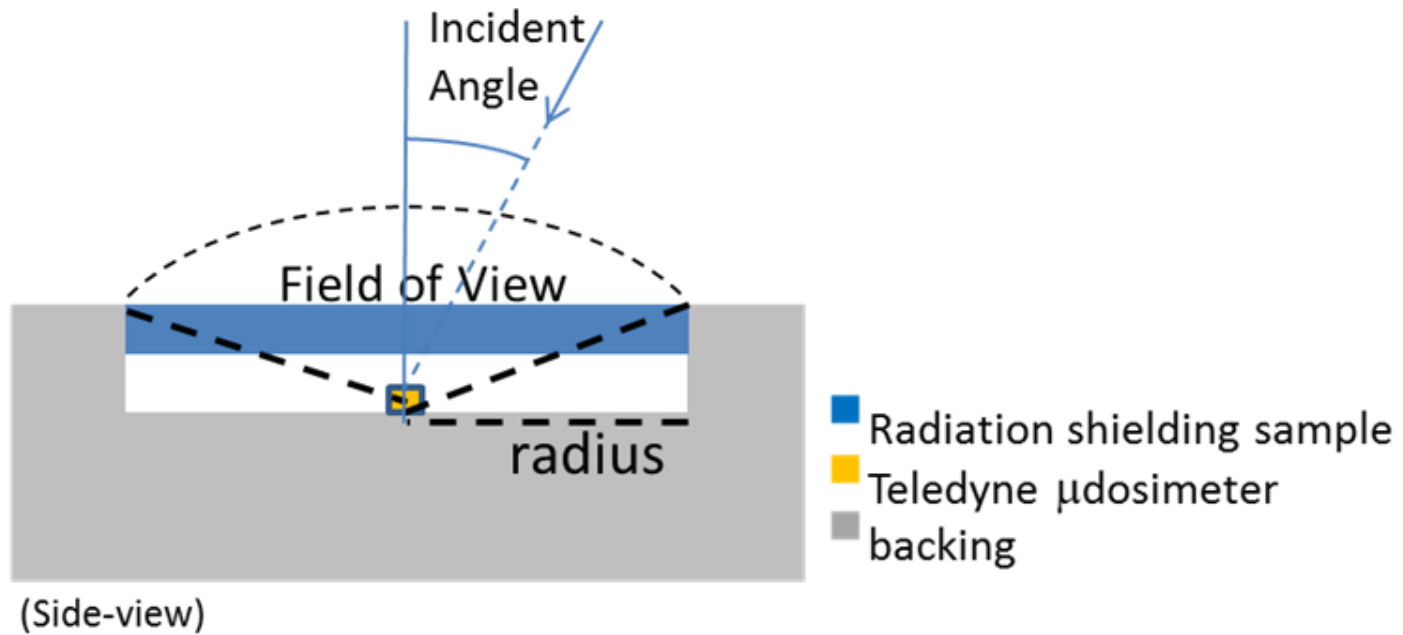 Incident
Angle
Field of View
radius
Radiation shielding sample
Teledyne μdosimeter
backing
(Side-view)